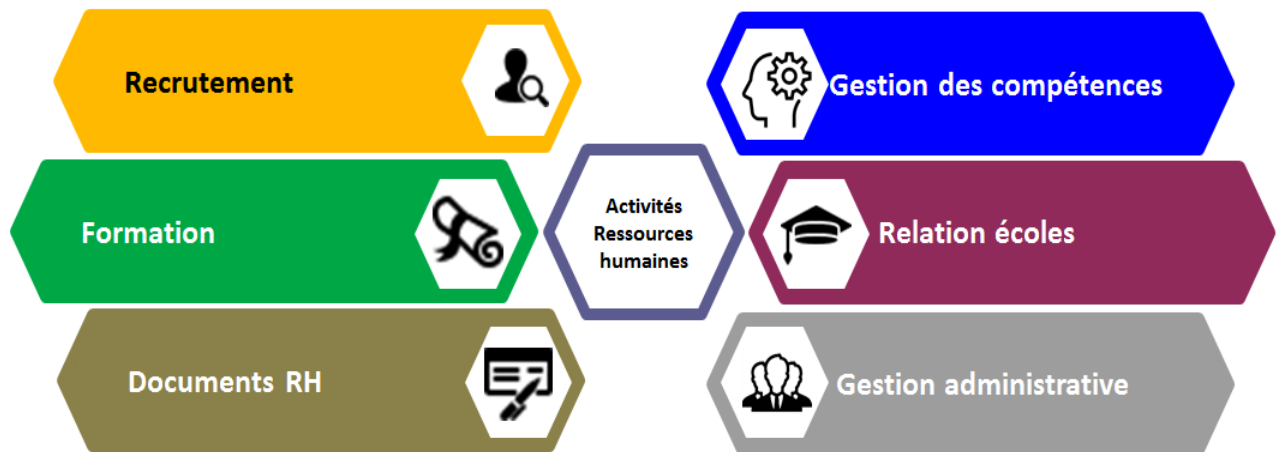 Recrutement
Formation
Documents RH
Activités
Ressources
humaines
Gestion des compétences
Relation écoles
Gestion administrative